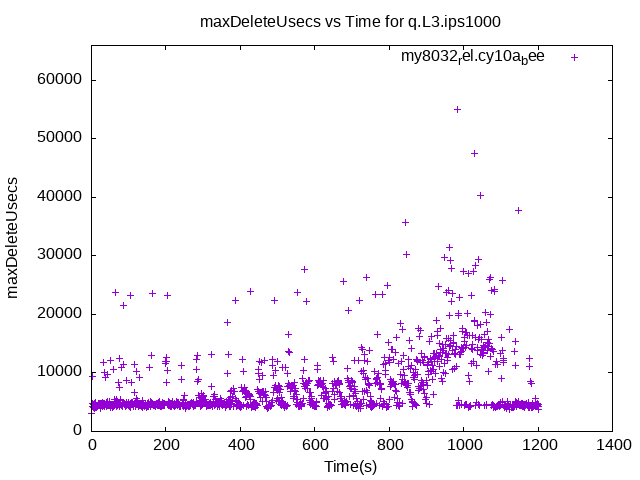 maxDeleteUsecs vs Time for q.L3.ips1000
my8032rel.cy10abee
60000
50000
40000
30000
20000
10000
0
maxDeleteUsecs
0 200 400 600 800 1000 1200 1400
Time(s)